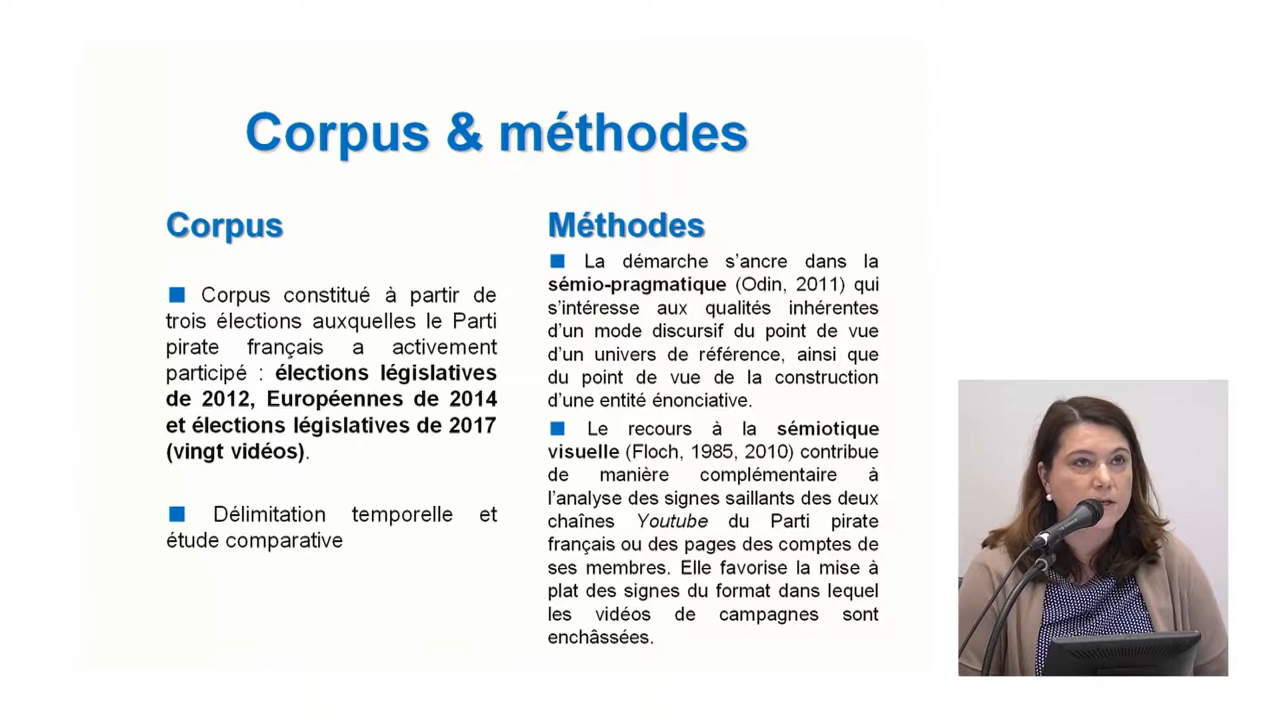 Corpus & méthodes
Corpus
■ Corpus constitué à partir de
trois élections auxquelles le Parti
pirate français a activement
participé : élections législatives
de 2012, Européennes de 2014
et élections législatives de 2017
(vingt vidéos).
■ Délimitation temporelle et
étude comparative
Méthodes
■ La démarche s’ancre dans la
sémio-pragmatique (Odin, 2011) qui
s’intéresse aux qualités inhérentes
d’un mode discursif du point de vue
d’un univers de référence, ainsi que
du point de vue de la construction
d’une entité énonciative.
■ Le recours à la sémiotique
visuelle (Floch, 1985, 2010) contribue
de manière complémentaire à
l’analyse des signes saillants des deux
chaînes Youtube du Parti pirate
français ou des pages des comptes de
ses membres. Elle favorise la mise à
plat des signes du format dans lequel
les vidéos de campagnes sont
enchâssées.